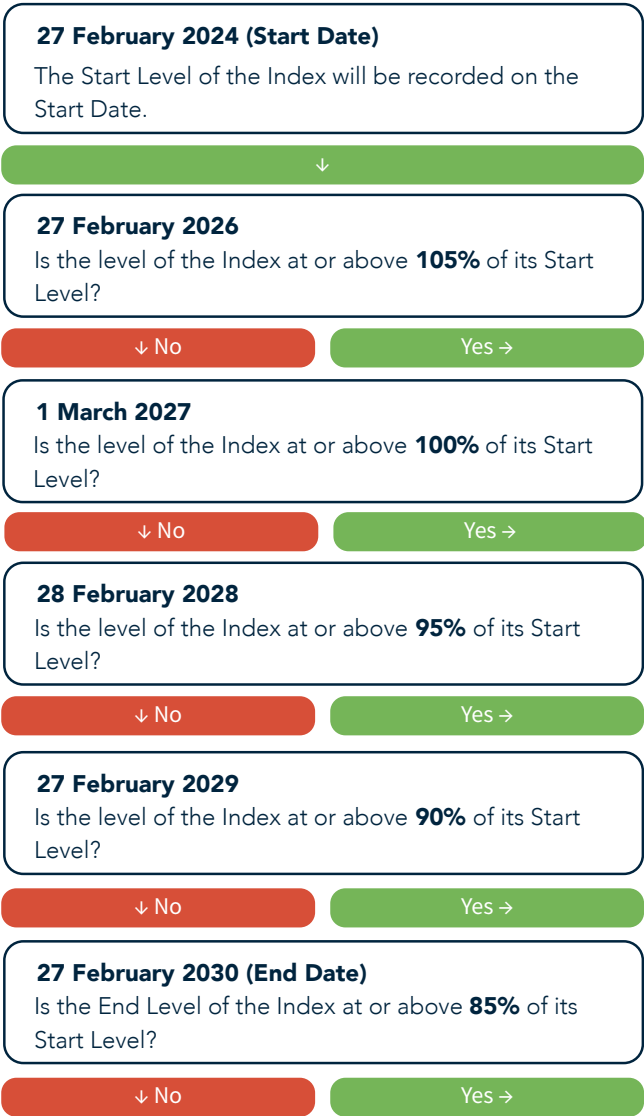 27 February 2024 (Start Date)
The Start Level of the Index will be recorded on the
Start Date.
↓
27 February 2026
Is the level of the Index at or above 105% of its Start
Level?
↓ No
Yes →
1 March 2027
Is the level of the Index at or above 100% of its Start
Level?
↓ No
Yes →
28 February 2028
Is the level of the Index at or above 95% of its Start
Level?
↓ No
Yes →
27 February 2029
Is the level of the Index at or above 90% of its Start
Level?
↓ No
Yes →
27 February 2030 (End Date)
Is the End Level of the Index at or above 85% of its
Start Level?
↓ No
Yes →